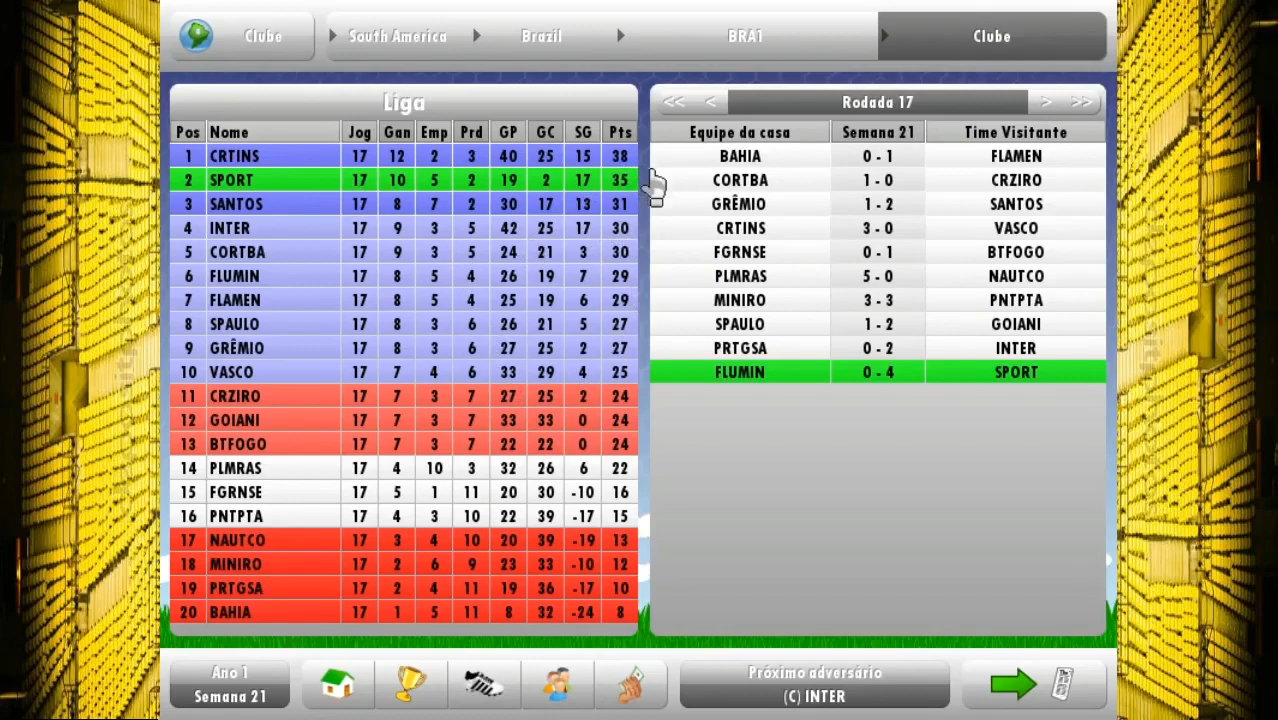 Clube South America Brazil BRA1 Clube
Liga
Pos Nome Jog Gan Emp Prd GP GC SG Pts
1 CRTINS 17 12 2 3 40 25 15 38
2 SPORT 17 10 5 2 19 2 17 35
3 SANTOS 17 8 7 2 30 17 13 31
4 INTER 17 9 3 5 42 25 17 30
5 CORTBA 17 9 3 5 24 21 3 30
6 FLUMIN 17 8 5 4 26 19 7 29
7 FLAMEN 17 8 5 4 25 19 6 29
8 SPAULO 17 8 3 6 26 21 5 27
9 GRÊMIO 17 8 3 6 27 25 2 27
10 VASCO 17 7 4 6 33 29 4 25
11 CRZIRO 17 7 3 7 27 25 2 24
12 GOIANI 17 7 3 7 33 33 0 24
13 BTFOGO 17 7 3 7 22 22 0 24
14 PLMRAS 17 4 10 3 32 26 6 22
15 FGRNSE 17 5 1 11 20 30 -10 16
16 PNTPTA 17 4 3 10 22 39 -17 15
17 NAUTCO 17 3 4 10 20 39 -19 13
18 MINIRO 17 2 6 9 23 33 -10 12
19 PRTGSA 17 2 4 11 19 36 -17 10
20 BAHIA 17 1 5 11 8 32 -24 8
<< < Rodada 17 > >>
Equipe da casa Semana 21 Time Visitante
BAHIA 0 - 1 FLAMEN
CORTBA 1 - 0 CRZIRO
GRÊMIO 1 - 2 SANTOS
CRTINS 3 - 0 VASCO
FGRNSE 0 - 1 BTFOGO
PLMRAS 5 - 0 NAUTCO
MINIRO 3 - 3 PNTPTA
SPAULO 1 - 2 GOIANI
PRTGSA 0 - 2 INTER
FLUMIN 0 - 4 SPORT
Ano 1
Semana 21
Próximo adversário
(C) INTER